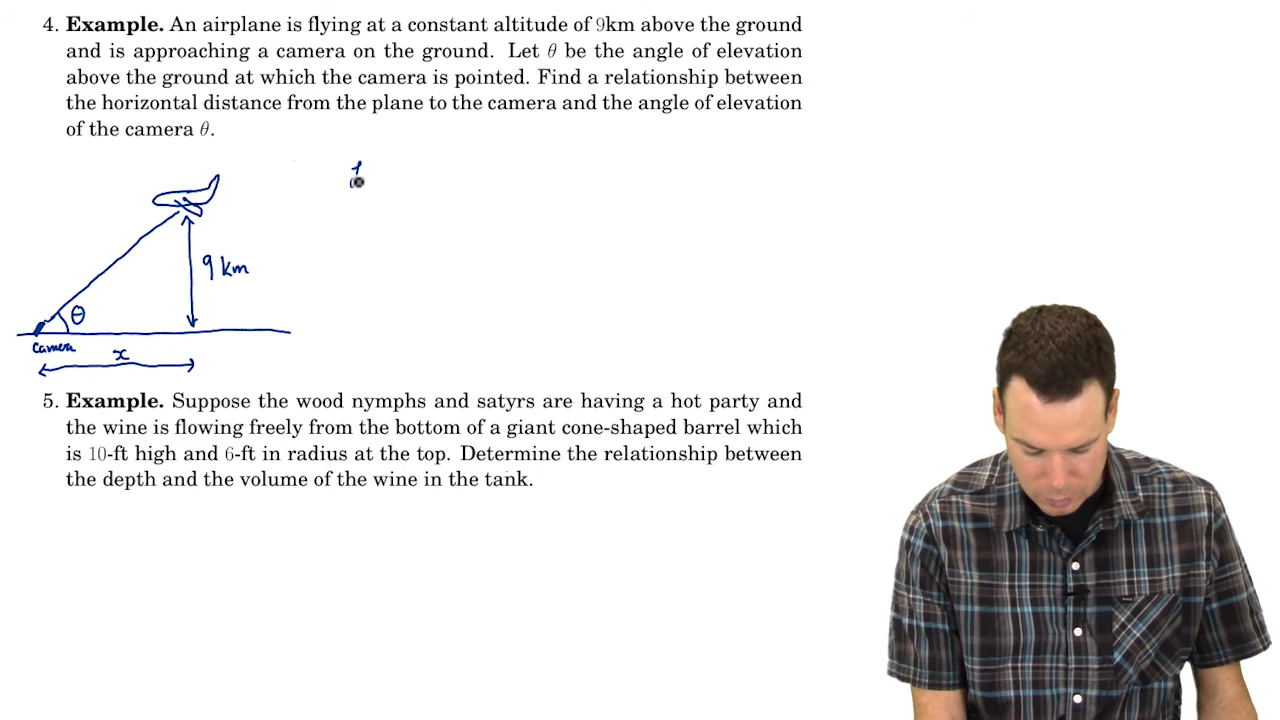 4. Example. An airplane is flying at a constant altitude of 9km above the ground
and is approaching a camera on the ground. Let θ be the angle of elevation
above the ground at which the camera is pointed. Find a relationship between
the horizontal distance from the plane to the camera and the angle of elevation
of the camera θ.
9 km
θ
camera
x
5. Example. Suppose the wood nymphs and satyrs are having a hot party and
the wine is flowing freely from the bottom of a giant cone-shaped barrel which
is 10-ft high and 6-ft in radius at the top. Determine the relationship between
the depth and the volume of the wine in the tank.